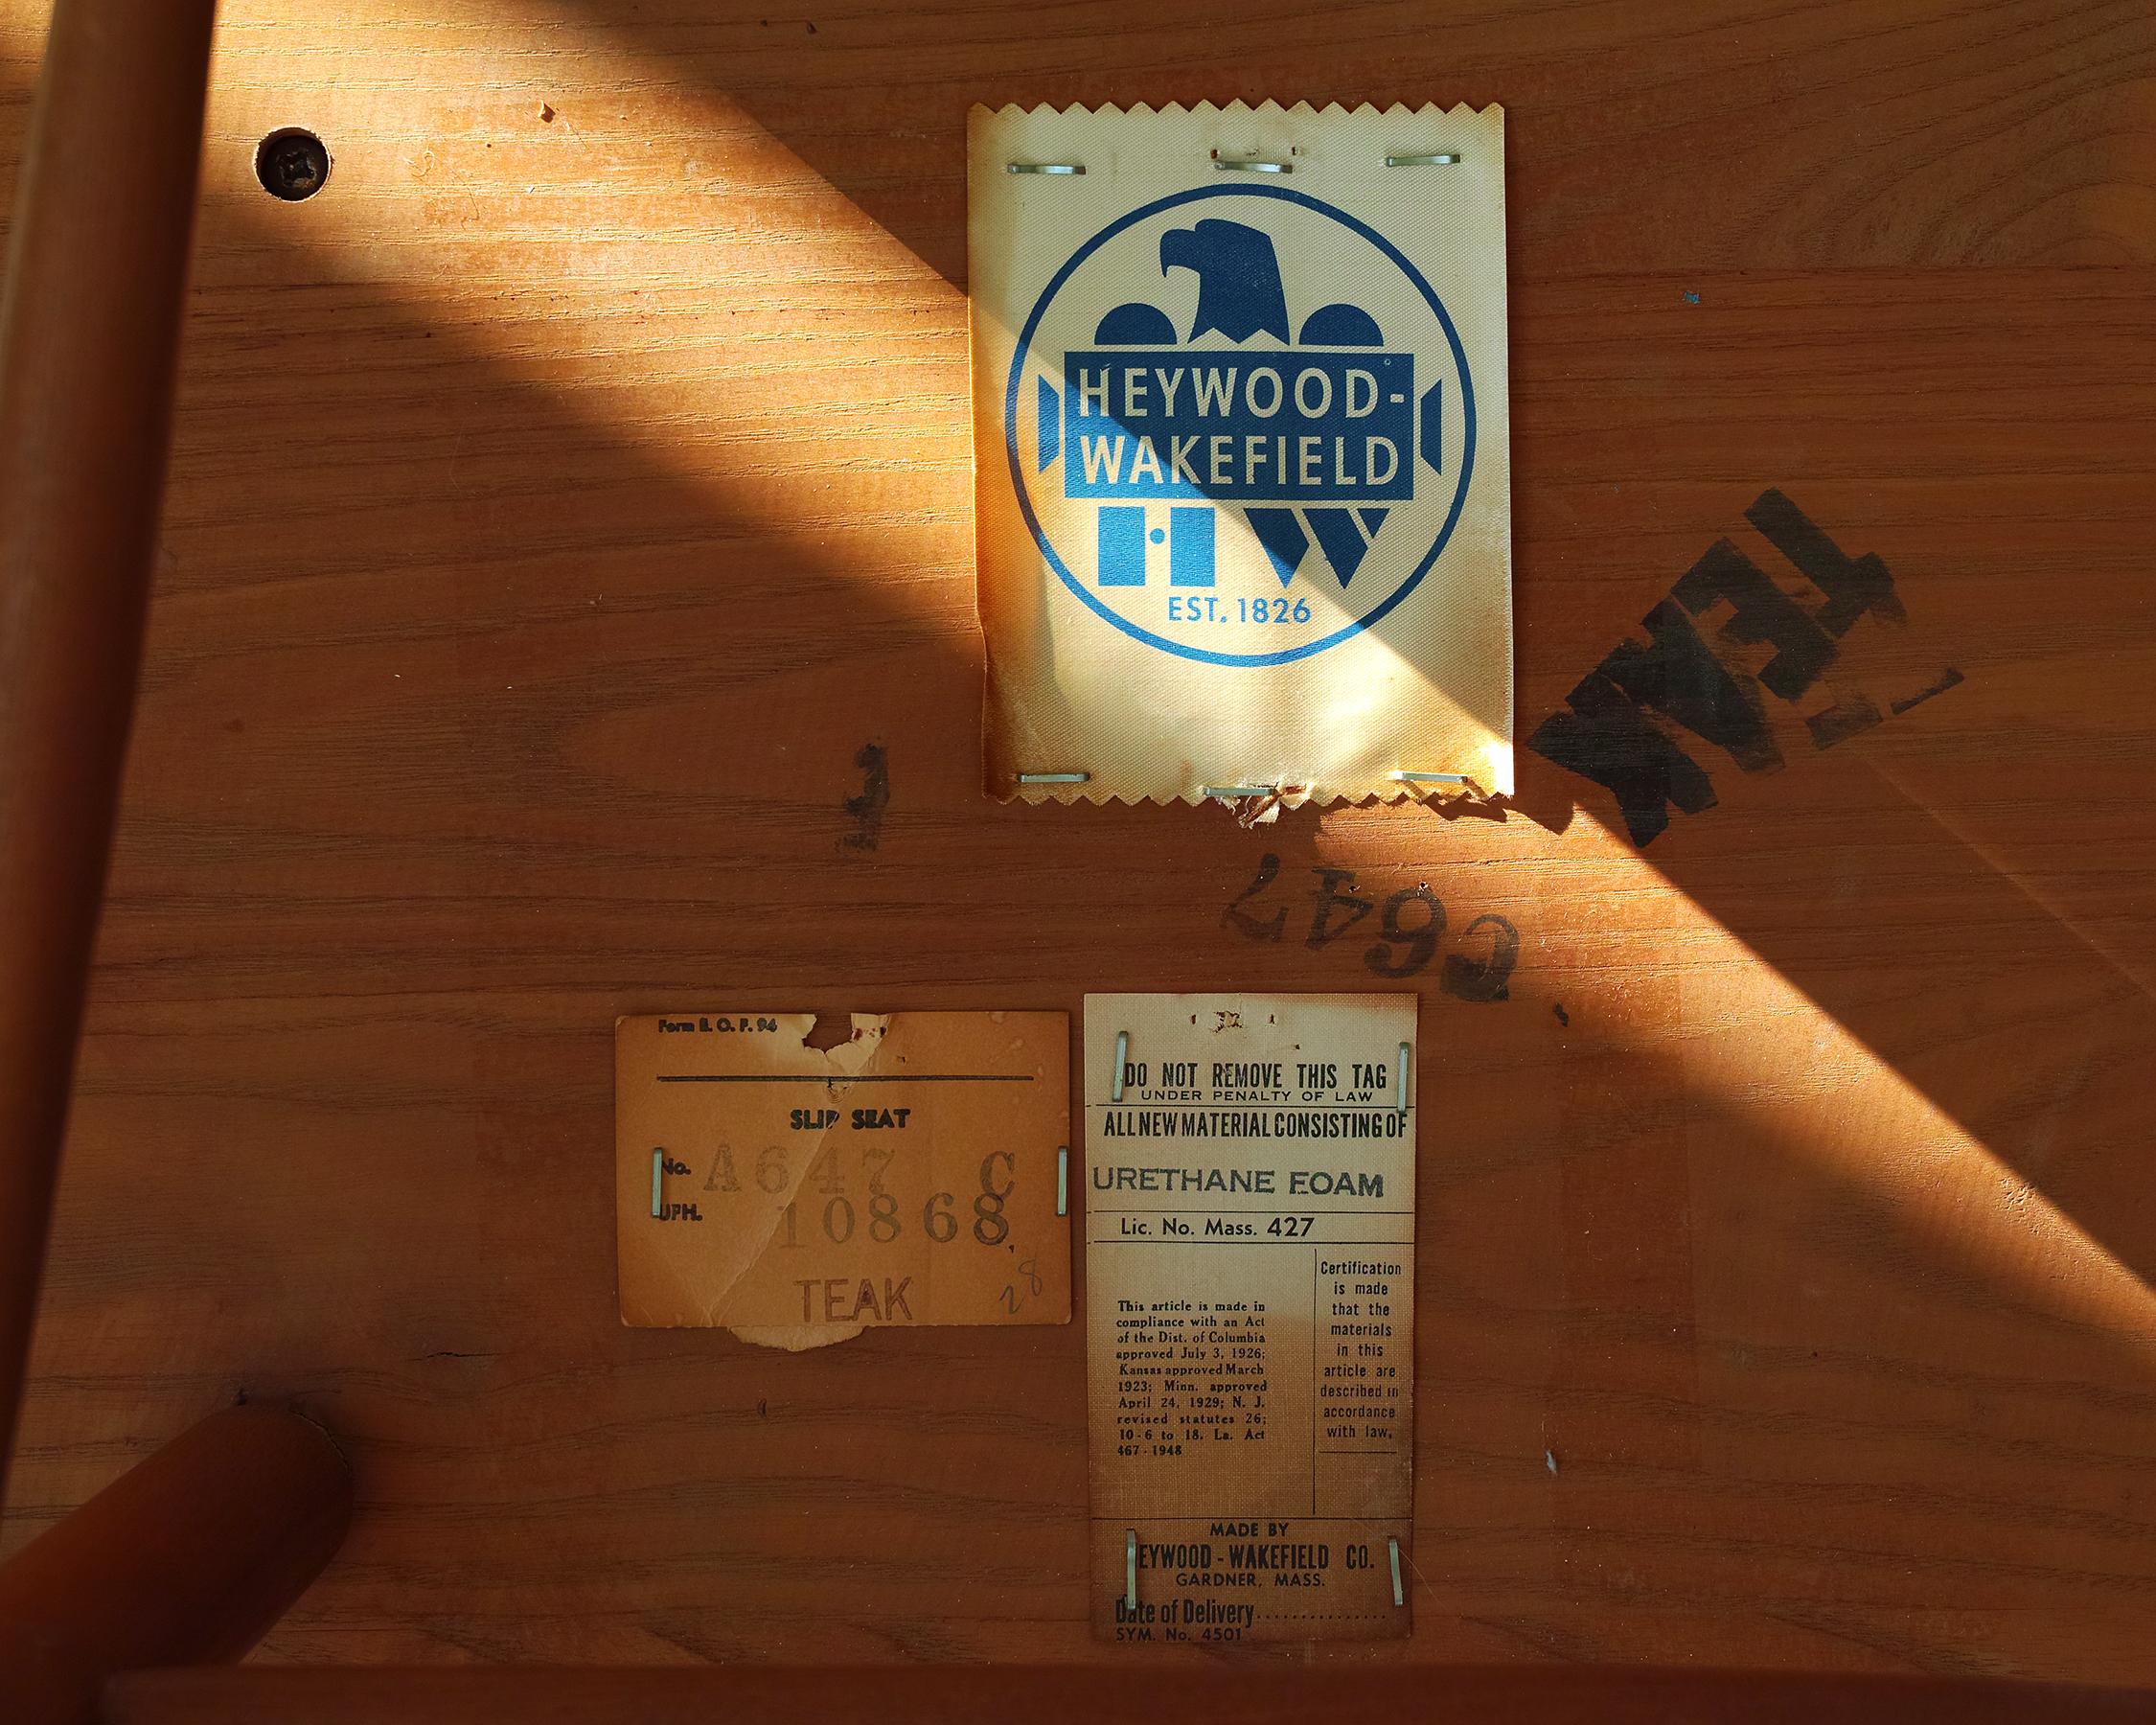 HEYWOOD-
WAKEFIELD
H·W
EST. 1826
TEAK
C647
Form E. O. P. 94
SLIP SEAT
No. A647 C
UPH. 10868
28
TEAK
DO NOT REMOVE THIS TAG
UNDER PENALTY OF LAW
ALL NEW MATERIAL CONSISTING OF
URETHANE FOAM
Lic. No. Mass. 427
This article is made in
compliance with an Act
of the Dist. of Columbia
approved July 3, 1926;
Kansas approved March
1923; Minn. approved
April 24, 1929; N. J.
revised statutes 26;
10-6 to 18. La. Act
467-1948
Certification
is made
that the
materials
in this
article are
described in
accordance
with law.
MADE BY
HEYWOOD-WAKEFIELD CO.
GARDNER, MASS.
Date of Delivery................
SYM. No. 4501